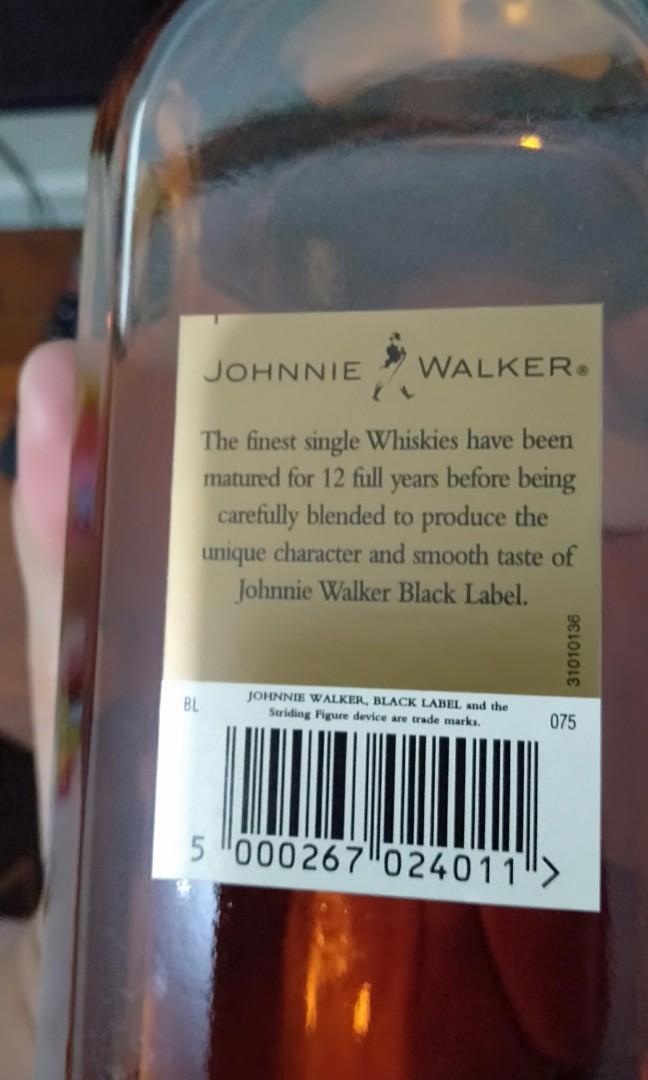 JOHNNIE WALKER®
The finest single Whiskies have been
matured for 12 full years before being
carefully blended to produce the
unique character and smooth taste of
Johnnie Walker Black Label.
31010136
BL
JOHNNIE WALKER, BLACK LABEL and the
Striding Figure device are trade marks.
075
5 000267 024011 >